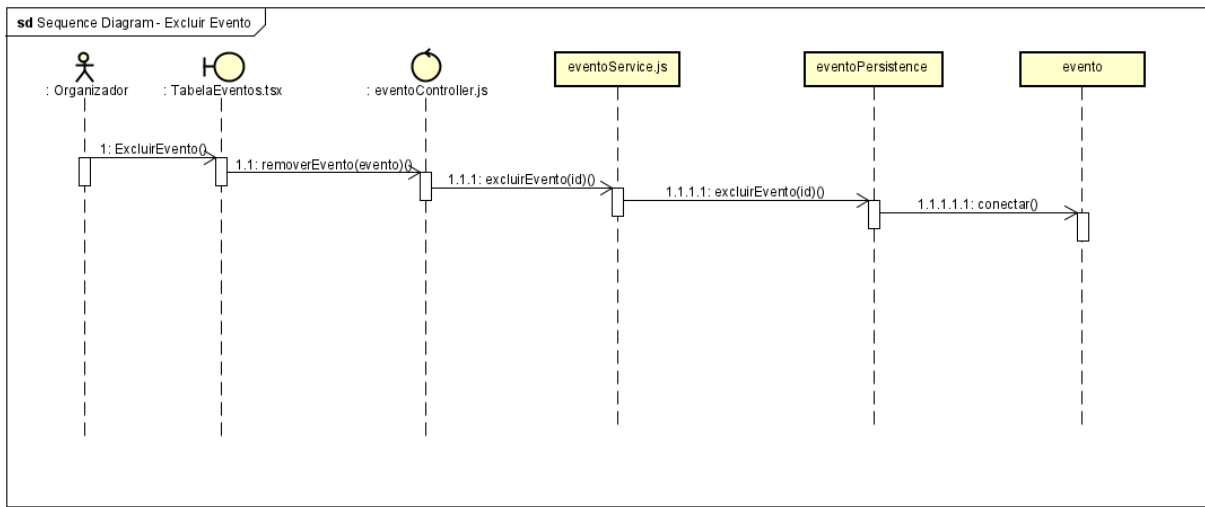 sd Sequence Diagram - Excluir Evento
: Organizador
: TabelaEventos.tsx
: eventoController.js
eventoService.js
eventoPersistence
evento
1: ExcluirEvento()
1.1: removerEvento(evento)()
1.1.1: excluirEvento(id)()
1.1.1.1: excluirEvento(id)()
1.1.1.1.1: conectar()